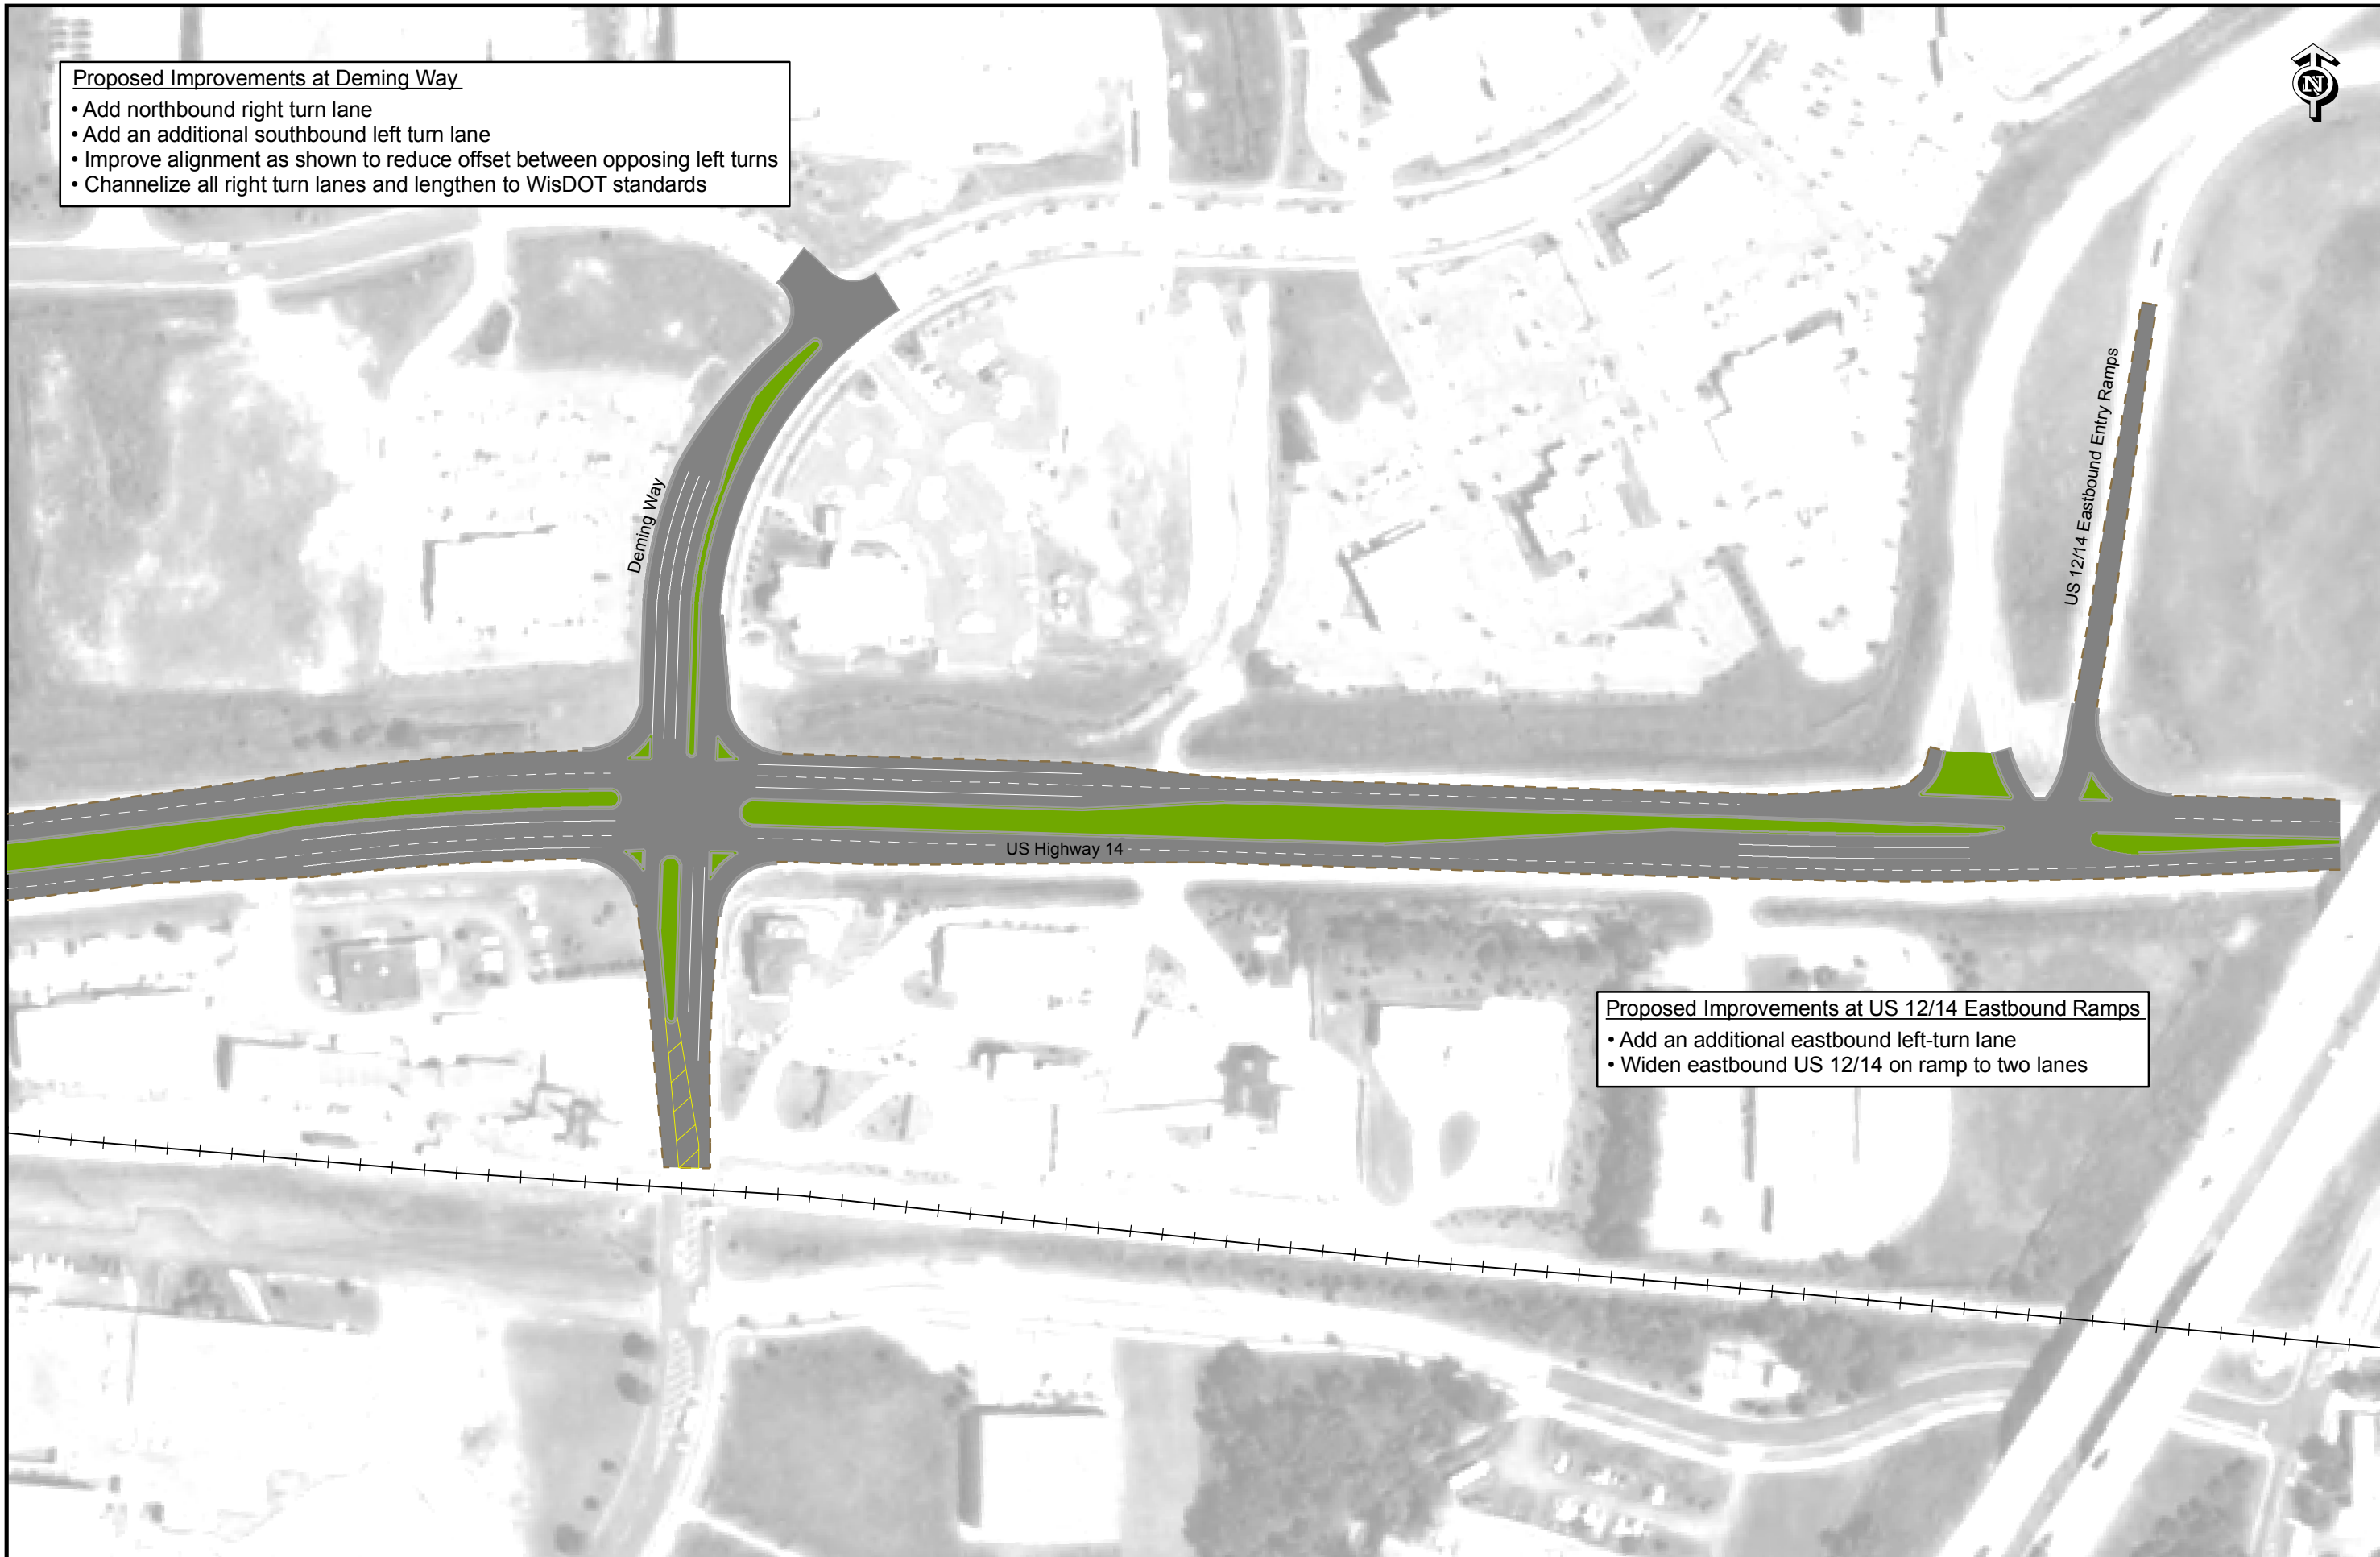 Proposed Improvements at Deming Way
• Add northbound right turn lane
• Add an additional southbound left turn lane
• Improve alignment as shown to reduce offset between opposing left turns
• Channelize all right turn lanes and lengthen to WisDOT standards
N
Deming Way
US 12/14 Eastbound Entry Ramps
US Highway 14
Proposed Improvements at US 12/14 Eastbound Ramps
• Add an additional eastbound left-turn lane
• Widen eastbound US 12/14 on ramp to two lanes